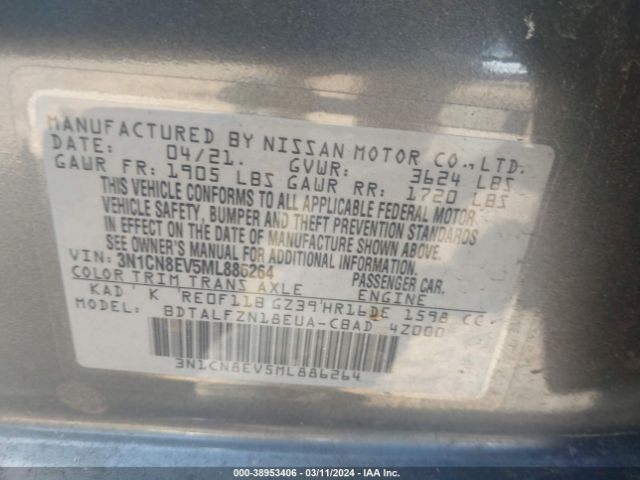 MANUFACTURED BY NISSAN MOTOR CO., LTD.
DATE: 04/21. GVWR: 3624 LBS
GAWR FR: 1905 LBS GAWR RR: 1720 LBS
THIS VEHICLE CONFORMS TO ALL APPLICABLE FEDERAL MOTOR
VEHICLE SAFETY, BUMPER AND THEFT PREVENTION STANDARDS
IN EFFECT ON THE DATE OF MANUFACTURE SHOWN ABOVE.
SEE OWNER'S MANUAL FOR ADDITIONAL INFORMATION.
VIN: 3N1CN8EV5ML886264 PASSENGER CAR.
COLOR TRIM TRANS AXLE ENGINE
KAD K RE0F11B GZ39 HR16DE 1598 CC
MODEL: BDTALFZN18EUA-CBAD 4Z000
3N1CN8EV5ML886264
000-38953406 - 03/11/2024 - IAA Inc.